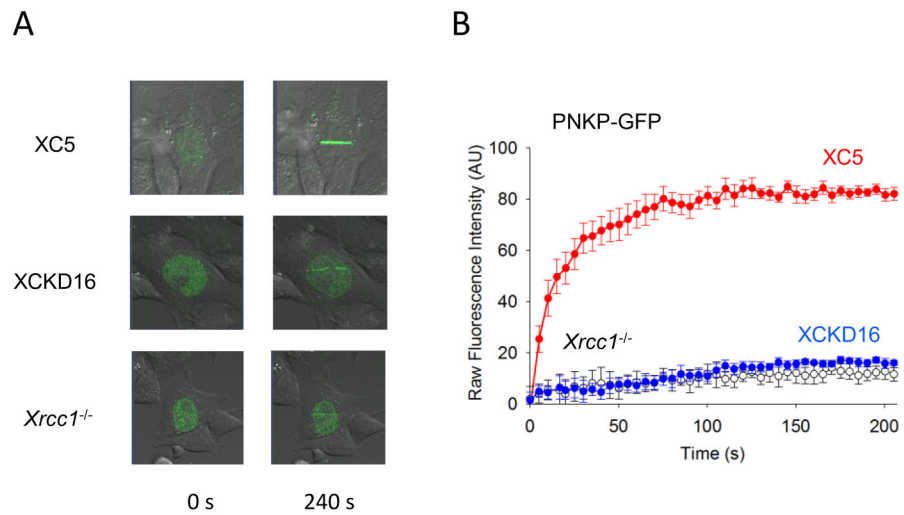 A
XC5
XCKD16
Xrcc1-/-
0 s
240 s
B
PNKP-GFP
Raw Fluorescence Intensity (AU)
100
80
60
40
20
0
XC5
Xrcc1-/-
XCKD16
0
50
100
150
200
Time (s)